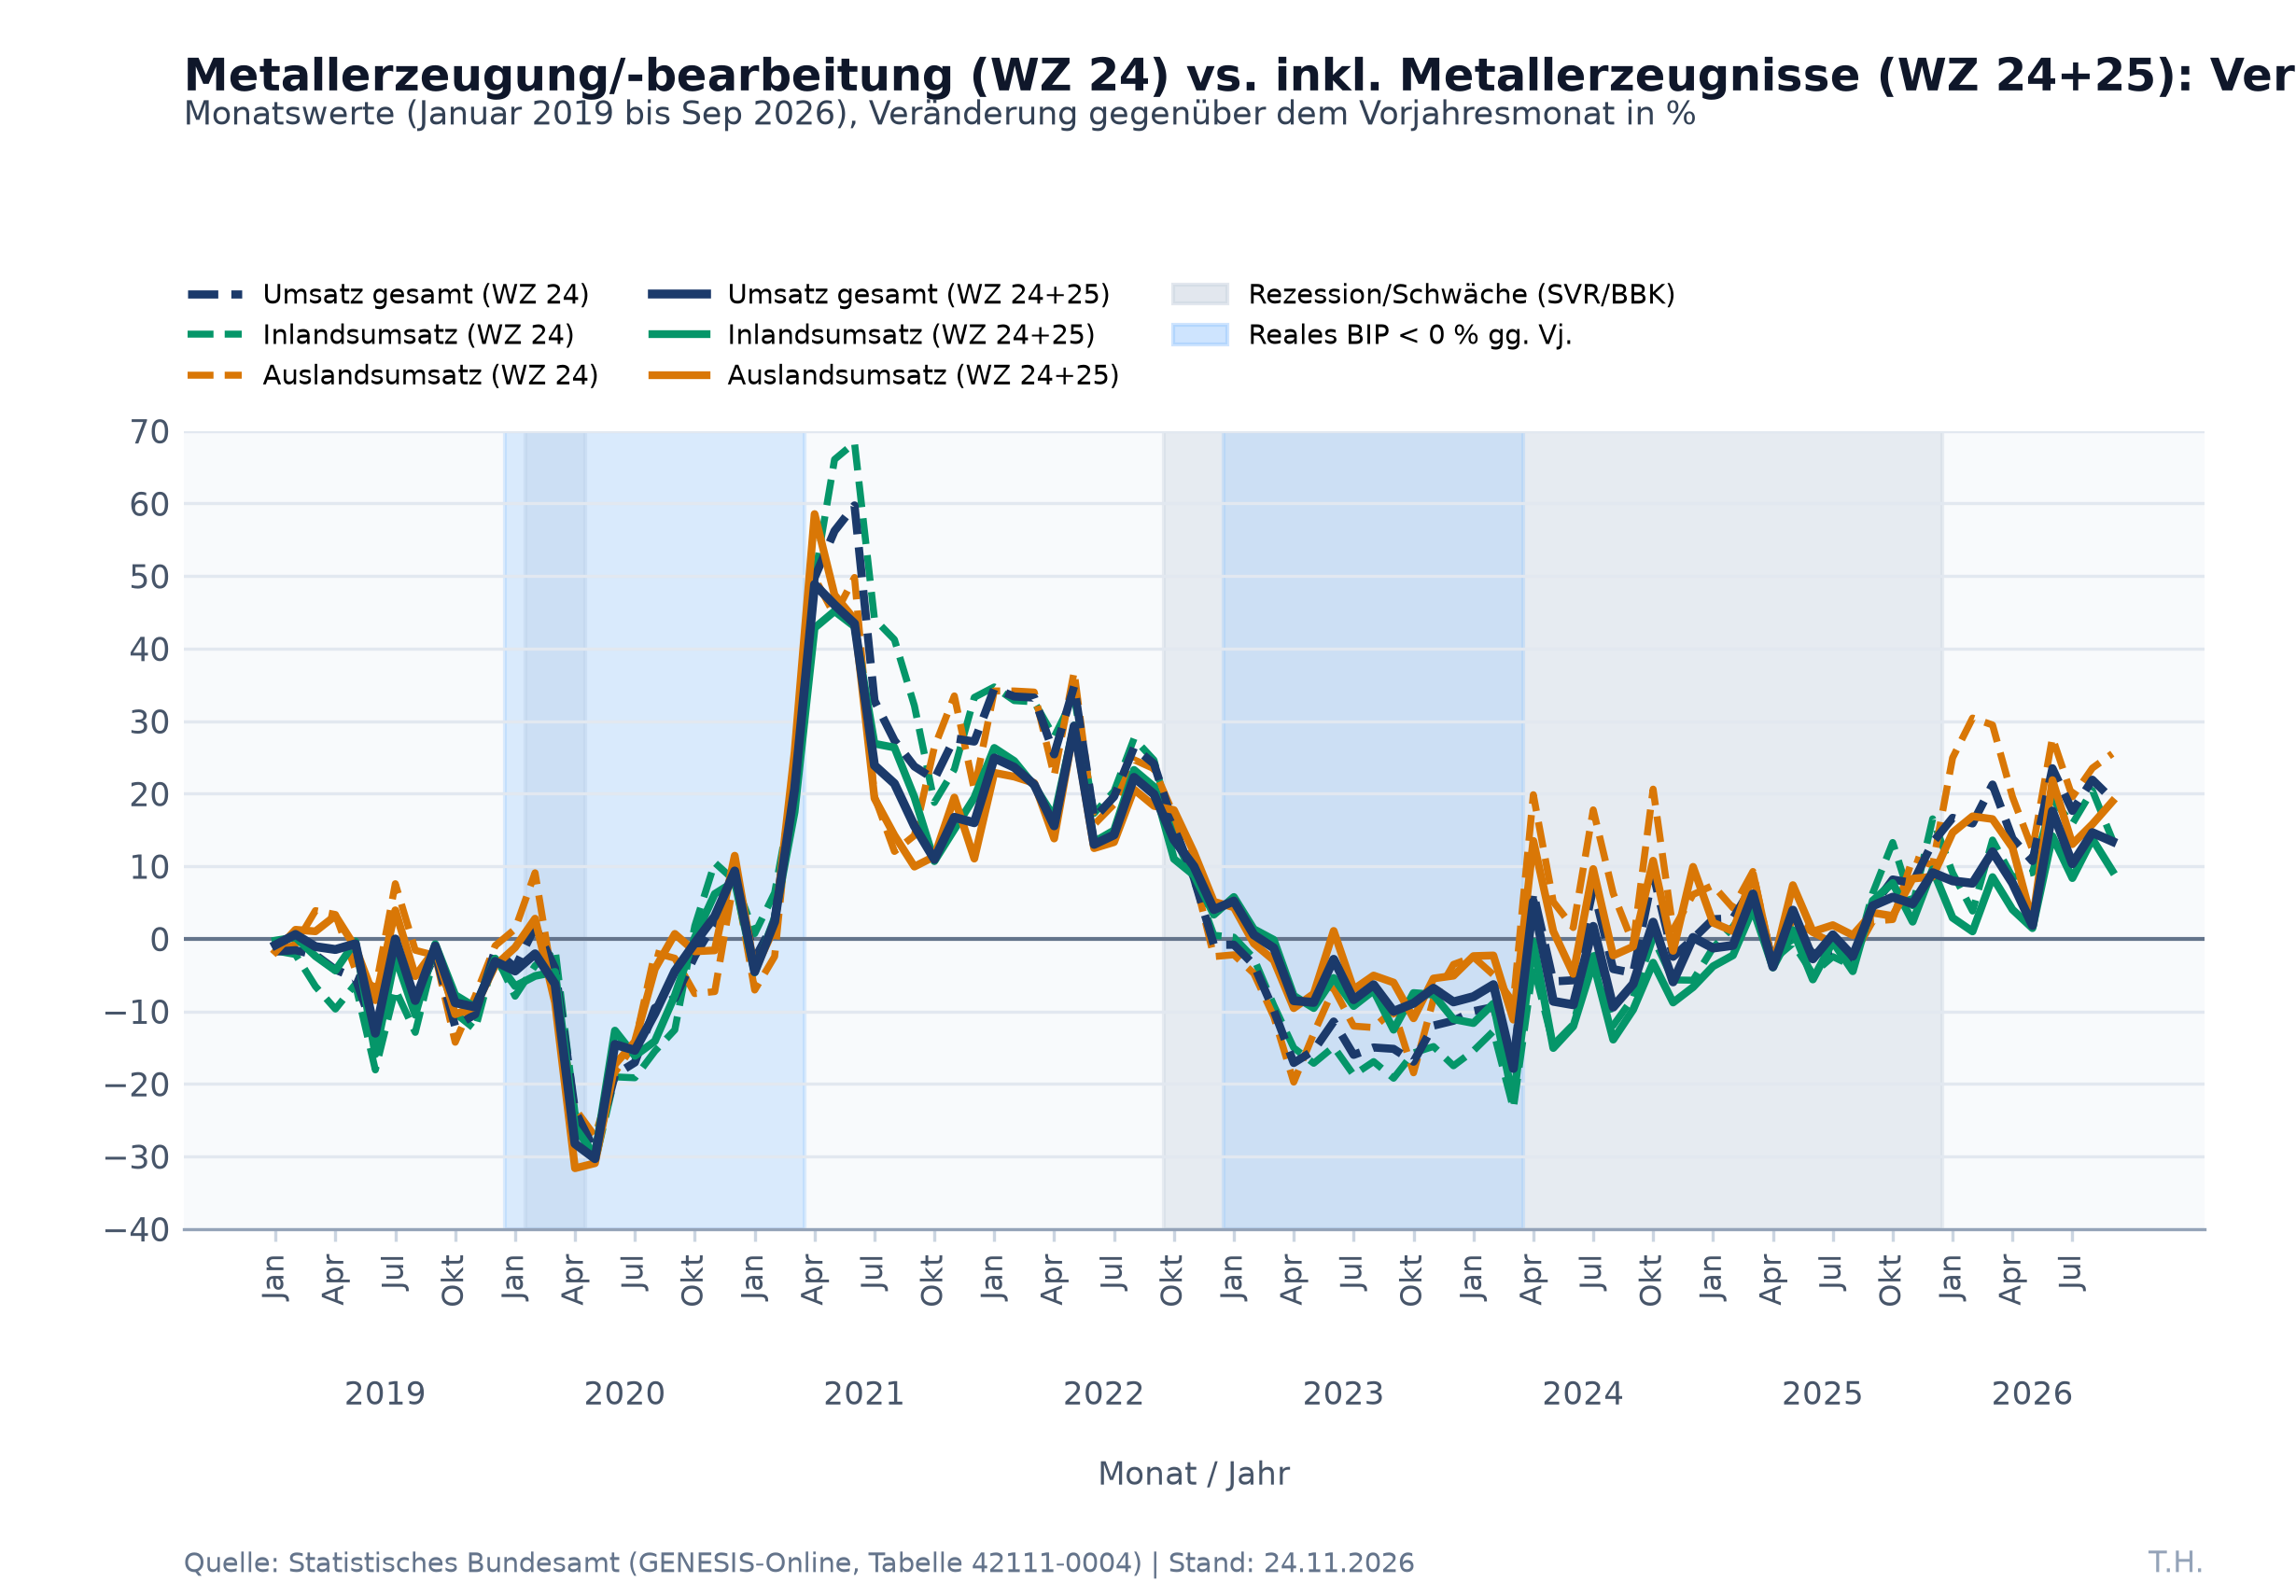 Metallerzeugung/-bearbeitung (WZ 24) vs. inkl. Metallerzeugnisse (WZ 24+25): Ver
Monatswerte (Januar 2019 bis Sep 2026), Veränderung gegenüber dem Vorjahresmonat in %
Umsatz gesamt (WZ 24) Umsatz gesamt (WZ 24+25) Rezession/Schwäche (SVR/BBK)
Inlandsumsatz (WZ 24) Inlandsumsatz (WZ 24+25) Reales BIP < 0 % gg. Vj.
Auslandsumsatz (WZ 24) Auslandsumsatz (WZ 24+25)
70
60
50
40
30
20
10
0
−10
−20
−30
−40
Jan Apr Jul Okt Jan Apr Jul Okt Jan Apr Jul Okt Jan Apr Jul Okt Jan Apr Jul Okt Jan Apr Jul Okt Jan Apr Jul Okt Jan Apr Jul
2019 2020 2021 2022 2023 2024 2025 2026
Monat / Jahr
Quelle: Statistisches Bundesamt (GENESIS-Online, Tabelle 42111-0004) | Stand: 24.11.2026 T.H.